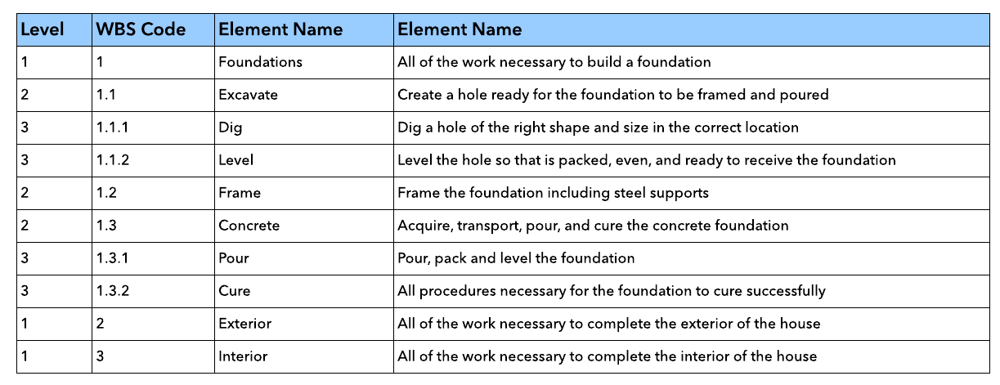 Level WBS Code Element Name Element Name
1 1 Foundations All of the work necessary to build a foundation
2 1.1 Excavate Create a hole ready for the foundation to be framed and poured
3 1.1.1 Dig Dig a hole of the right shape and size in the correct location
3 1.1.2 Level Level the hole so that is packed, even, and ready to receive the foundation
2 1.2 Frame Frame the foundation including steel supports
2 1.3 Concrete Acquire, transport, pour, and cure the concrete foundation
3 1.3.1 Pour Pour, pack and level the foundation
3 1.3.2 Cure All procedures necessary for the foundation to cure successfully
1 2 Exterior All of the work necessary to complete the exterior of the house
1 3 Interior All of the work necessary to complete the interior of the house